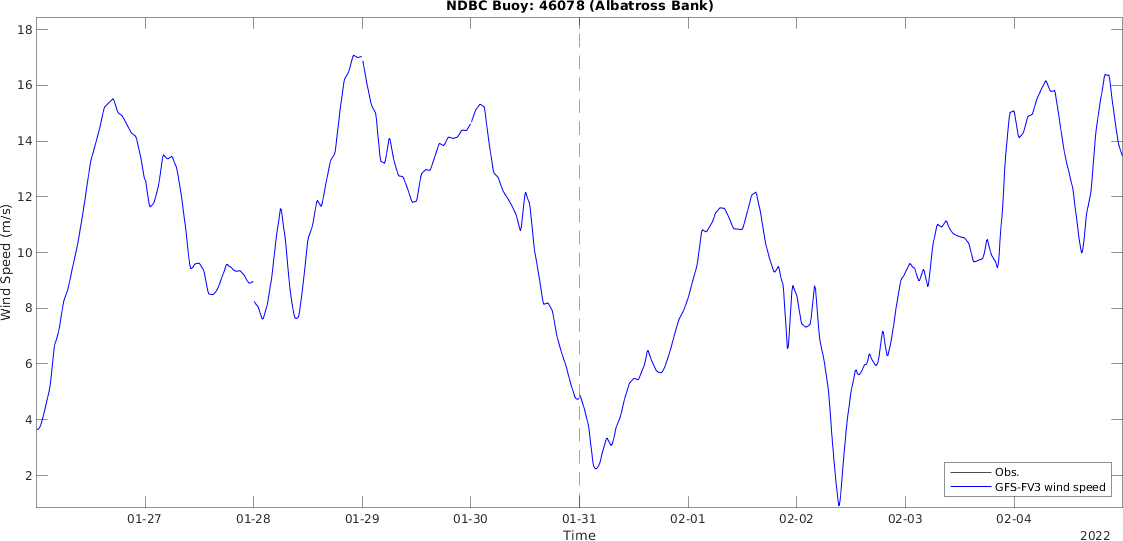 NDBC Buoy: 46078 (Albatross Bank)
18
16
14
12
10
8
6
4
2
Wind Speed (m/s)
Obs.
GFS-FV3 wind speed
01-27 01-28 01-29 01-30 01-31 02-01 02-02 02-03 02-04
Time
2022